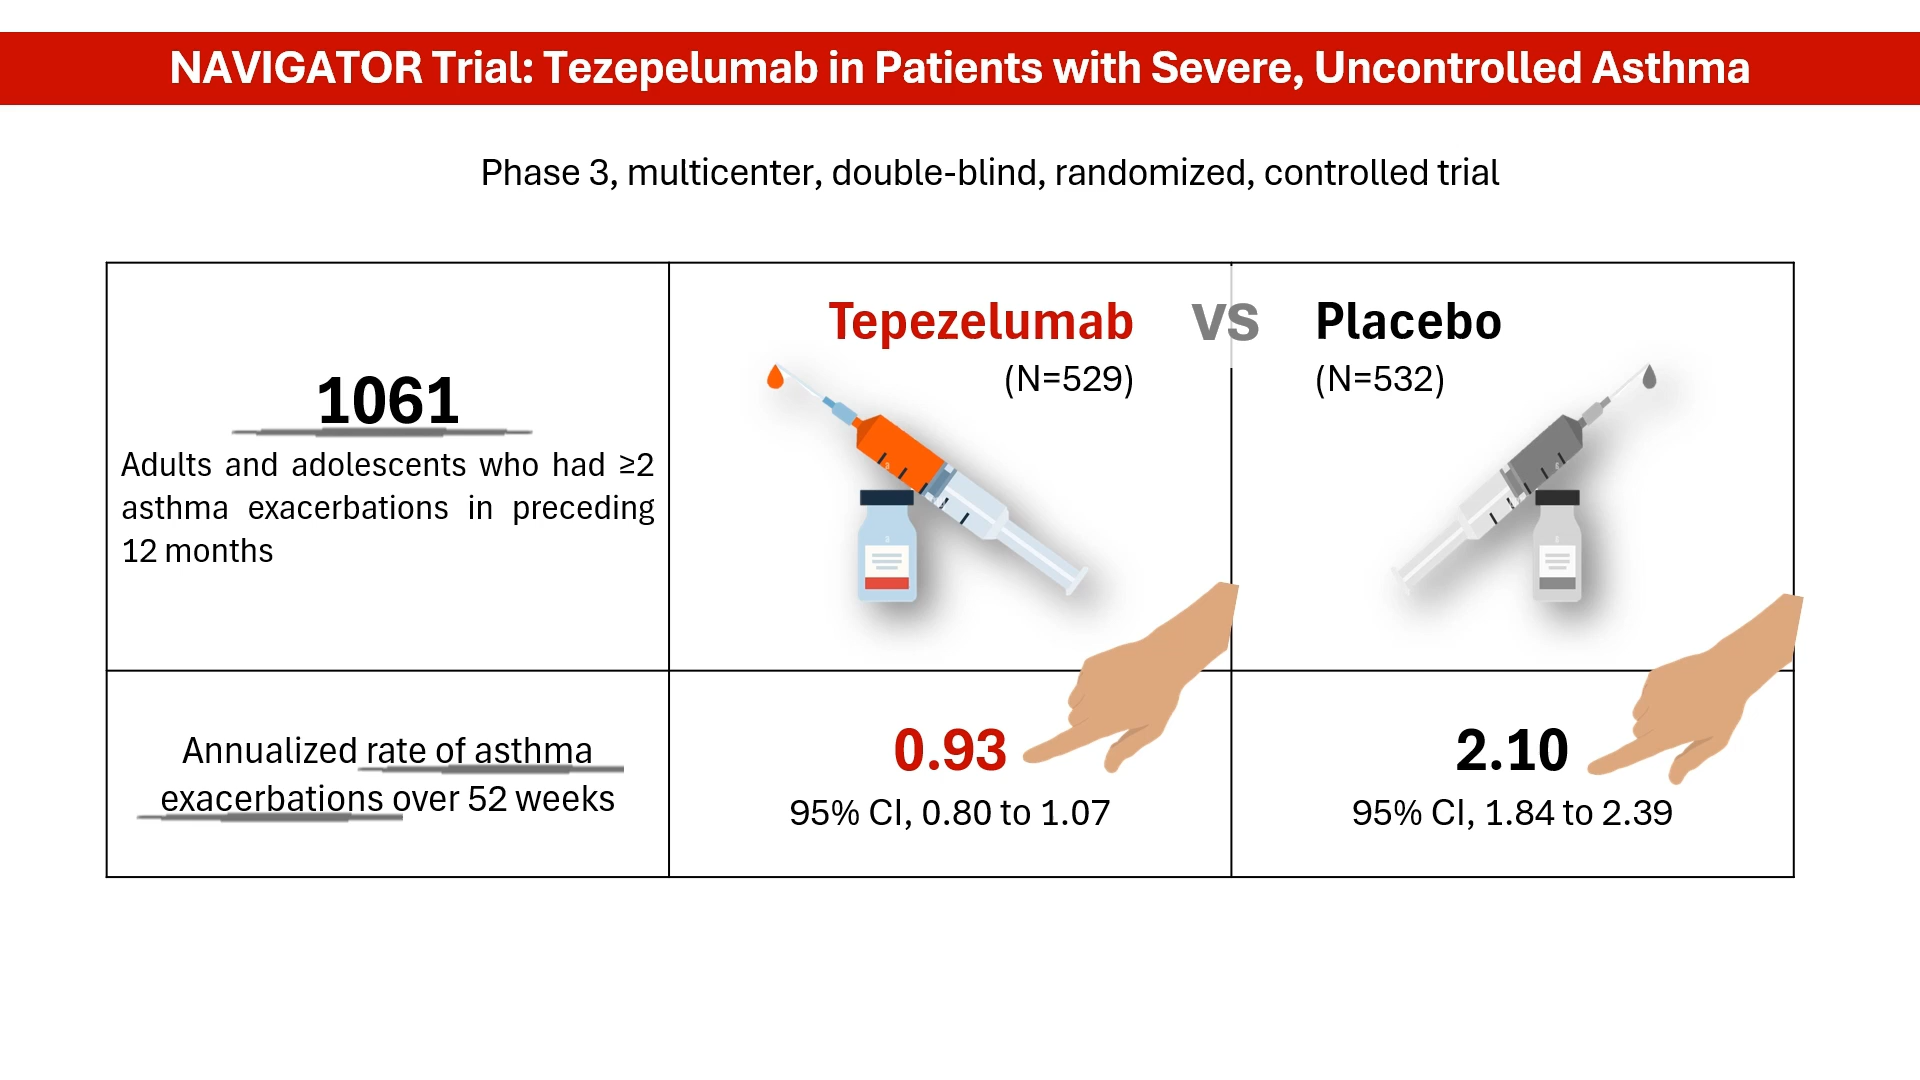 NAVIGATOR Trial: Tezepelumab in Patients with Severe, Uncontrolled Asthma
Phase 3, multicenter, double-blind, randomized, controlled trial
1061
Adults and adolescents who had ≥2
asthma exacerbations in preceding
12 months
Tepezelumab vs Placebo
(N=529) (N=532)
Annualized rate of asthma
exacerbations over 52 weeks
0.93
95% CI, 0.80 to 1.07
2.10
95% CI, 1.84 to 2.39